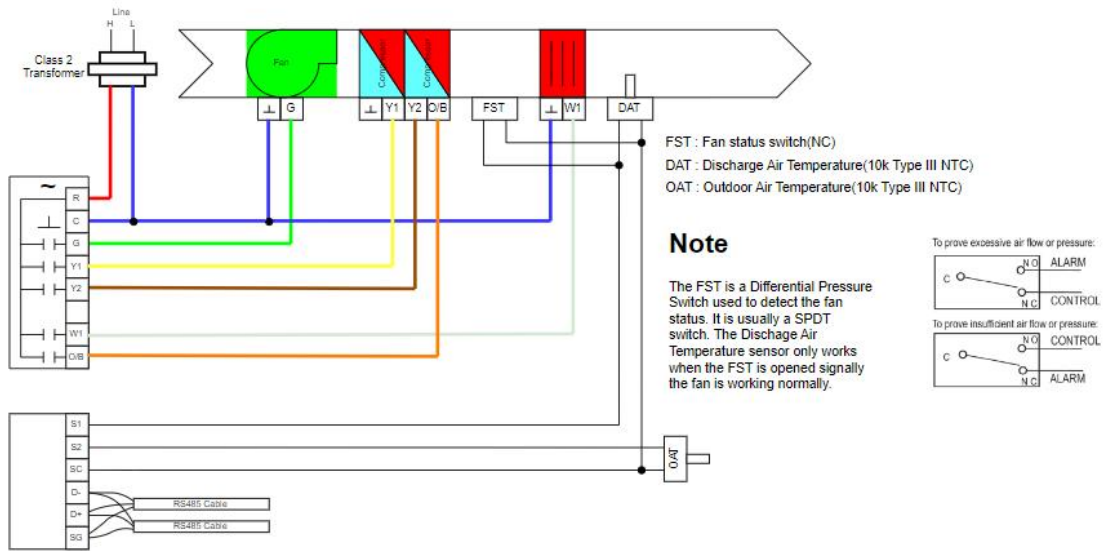 Line
H L
Class 2
Transformer
Fan
Compressor
Compressor
⊥ G
⊥ Y1 Y2 O/B
FST
⊥ W1
DAT
FST : Fan status switch(NC)
DAT : Discharge Air Temperature(10k Type III NTC)
OAT : Outdoor Air Temperature(10k Type III NTC)
~
R
C
G
Y1
Y2
W1
O/B
Note
The FST is a Differential Pressure
Switch used to detect the fan
status. It is usually a SPDT
switch. The Dischage Air
Temperature sensor only works
when the FST is opened signally
the fan is working normally.
To prove excessive air flow or pressure:
C
N O ALARM
N C CONTROL
To prove insufficient air flow or pressure:
C
N O CONTROL
N C ALARM
S1
S2
SC
D-
D+
SG
OAT
RS485 Cable
RS485 Cable